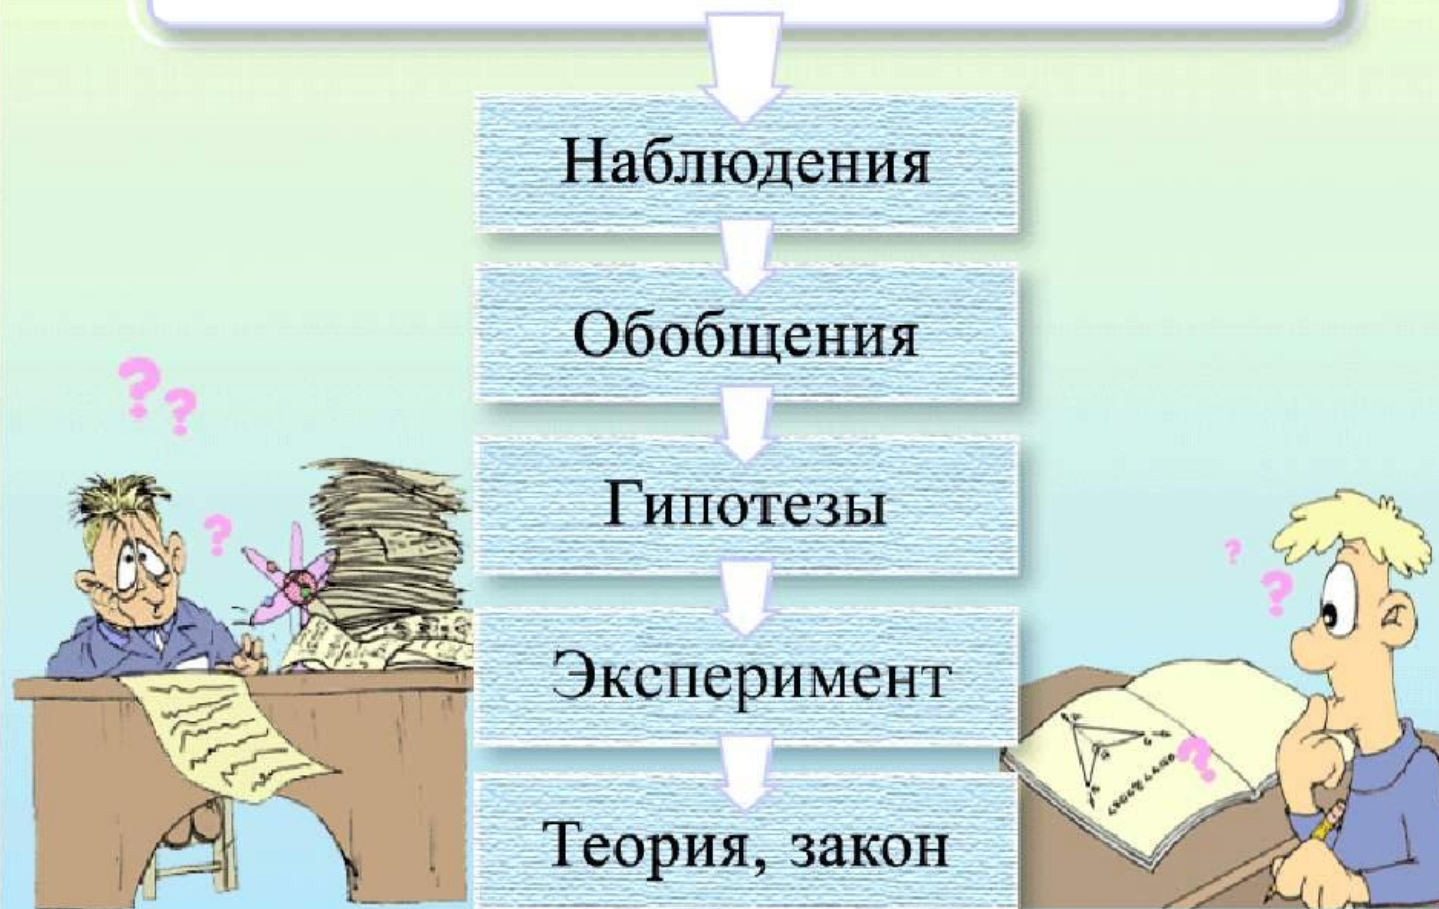 Наблюдения
Обобщения
Гипотезы
Эксперимент
Теория, закон